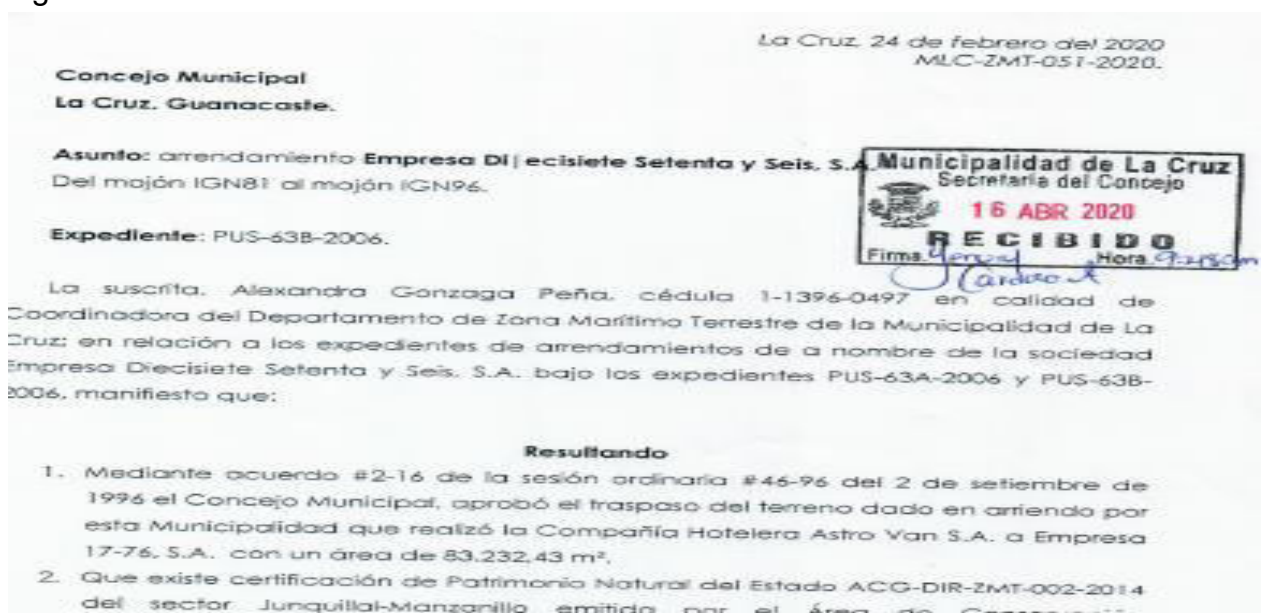 La Cruz, 24 de febrero del 2020
MLC-ZMT-051-2020.
Concejo Municipal
La Cruz, Guanacaste.
Asunto: arrendamiento Empresa Di|ecisiete Setenta y Seis, S.A.
Del mojón IGN81 al mojón IGN96.
Municipalidad de La Cruz
Secretaría del Concejo
16 ABR 2020
RECIBIDO
Firma. Hora.
Expediente: PUS-63B-2006.
La suscrita, Alexandra Gonzaga Peña, cédula 1-1396-0497 en calidad de
Coordinadora del Departamento de Zona Marítimo Terrestre de la Municipalidad de La
Cruz; en relación a los expedientes de arrendamientos de a nombre de la sociedad
Empresa Diecisiete Setenta y Seis, S.A. bajo los expedientes PUS-63A-2006 y PUS-63B-
2006, manifiesto que:
Resultando
1. Mediante acuerdo #2-16 de la sesión ordinaria #46-96 del 2 de setiembre de
1996 el Concejo Municipal, aprobó el traspaso del terreno dado en arriendo por
esta Municipalidad que realizó la Compañía Hotelera Astro Van S.A. a Empresa
17-76, S.A. con un área de 83.232,43 m².
2. Que existe certificación de Patrimonio Natural del Estado ACG-DIR-ZMT-002-2014
del sector Junquillal-Manzanillo emitida por el área de